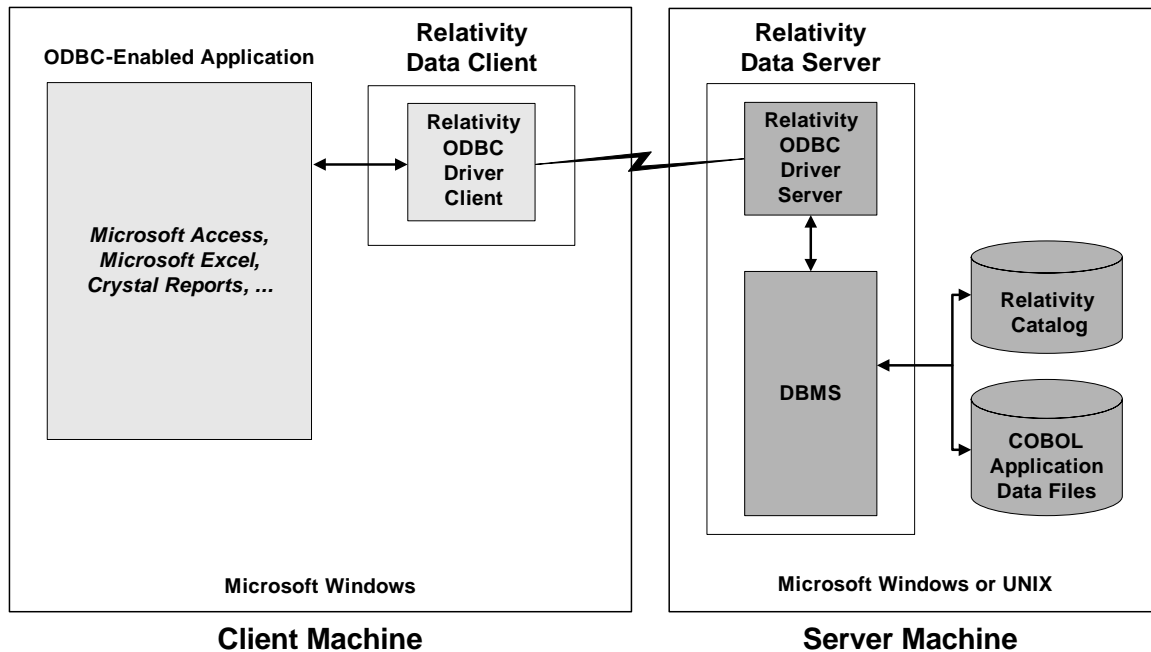 ODBC-Enabled Application
Relativity
Data Client
Relativity
ODBC
Driver
Client
Microsoft Access,
Microsoft Excel,
Crystal Reports, ...
Microsoft Windows
Client Machine
Relativity
Data Server
Relativity
ODBC
Driver
Server
DBMS
Relativity
Catalog
COBOL
Application
Data Files
Microsoft Windows or UNIX
Server Machine